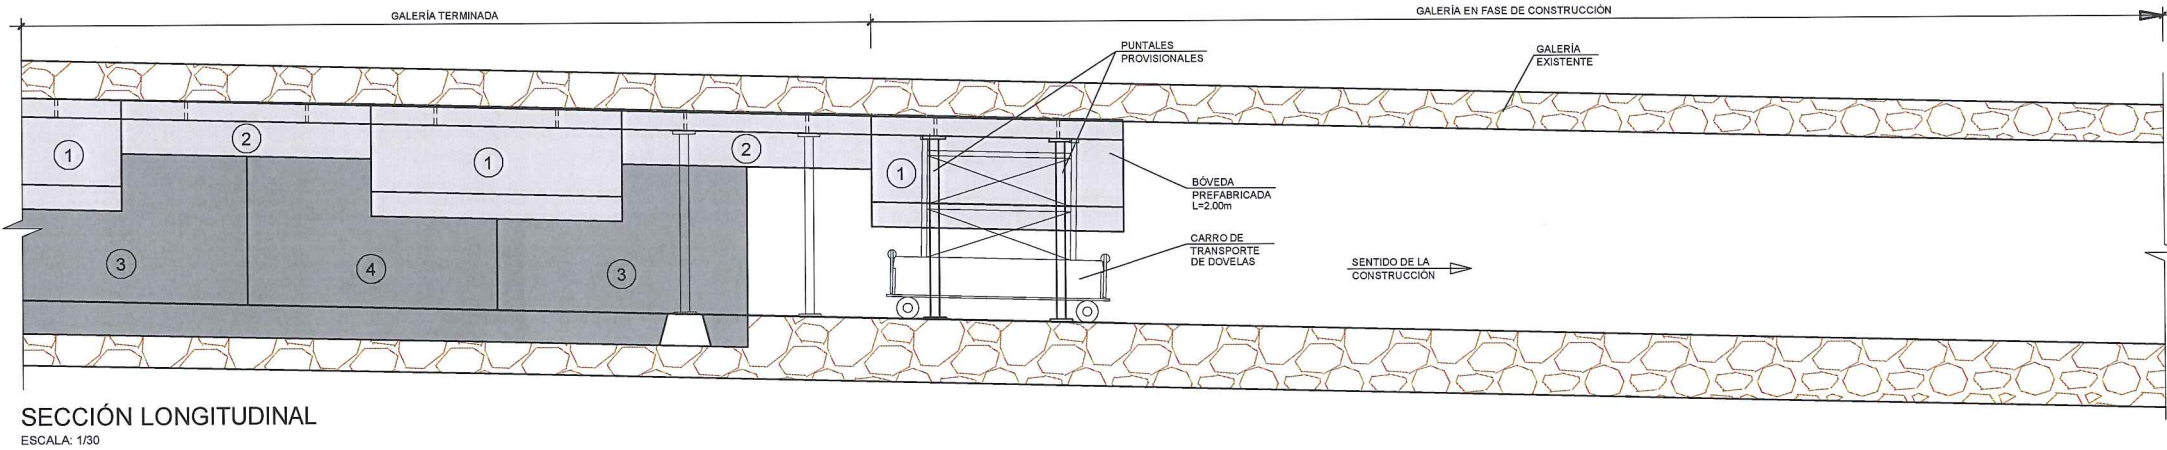 GALERÍA TERMINADA
GALERÍA EN FASE DE CONSTRUCCIÓN
PUNTALES
PROVISIONALES
GALERÍA
EXISTENTE
1
2
1
2
1
BÓVEDA
PREFABRICADA
L=2.00m
3
4
3
CARRO DE
TRANSPORTE
DE DOVELAS
SENTIDO DE LA
CONSTRUCCIÓN
SECCIÓN LONGITUDINAL
ESCALA: 1/30